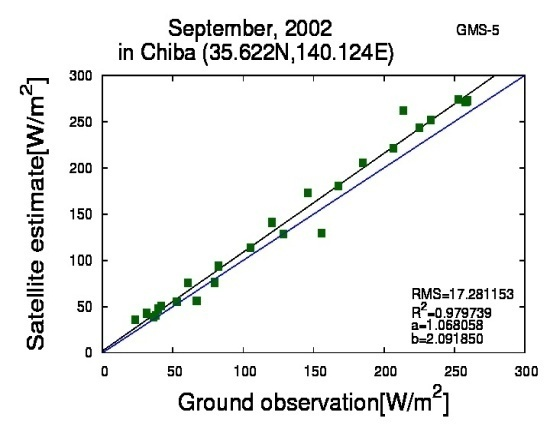 September, 2002
in Chiba (35.622N,140.124E)
GMS-5
Satellite estimate[W/m²]
300
250
200
150
100
50
0
RMS=17.281153
R²=0.979739
a=1.068058
b=2.091850
0 50 100 150 200 250 300
Ground observation[W/m²]